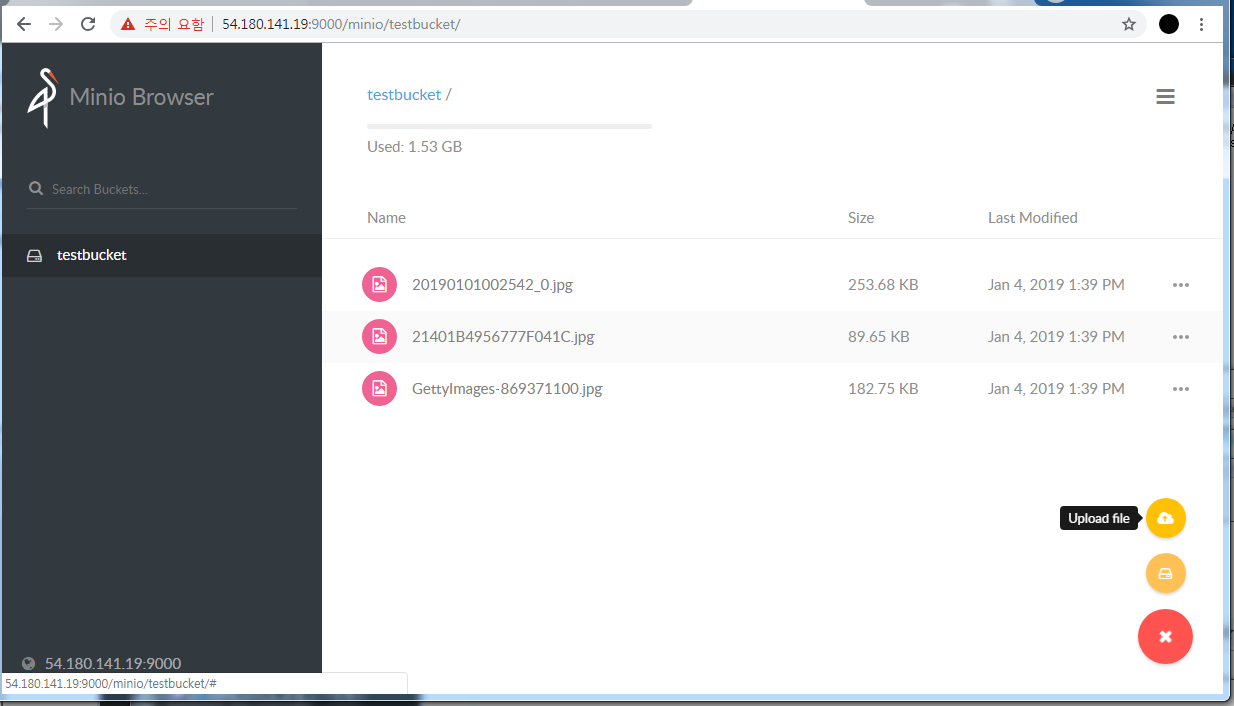 주의 요함 54.180.141.19:9000/minio/testbucket/
Minio Browser
testbucket /
Used: 1.53 GB
Search Buckets...
Name Size Last Modified
testbucket
20190101002542_0.jpg 253.68 KB Jan 4, 2019 1:39 PM
21401B4956777F041C.jpg 89.65 KB Jan 4, 2019 1:39 PM
GettyImages-869371100.jpg 182.75 KB Jan 4, 2019 1:39 PM
Upload file
54.180.141.19:9000
54.180.141.19:9000/minio/testbucket/#